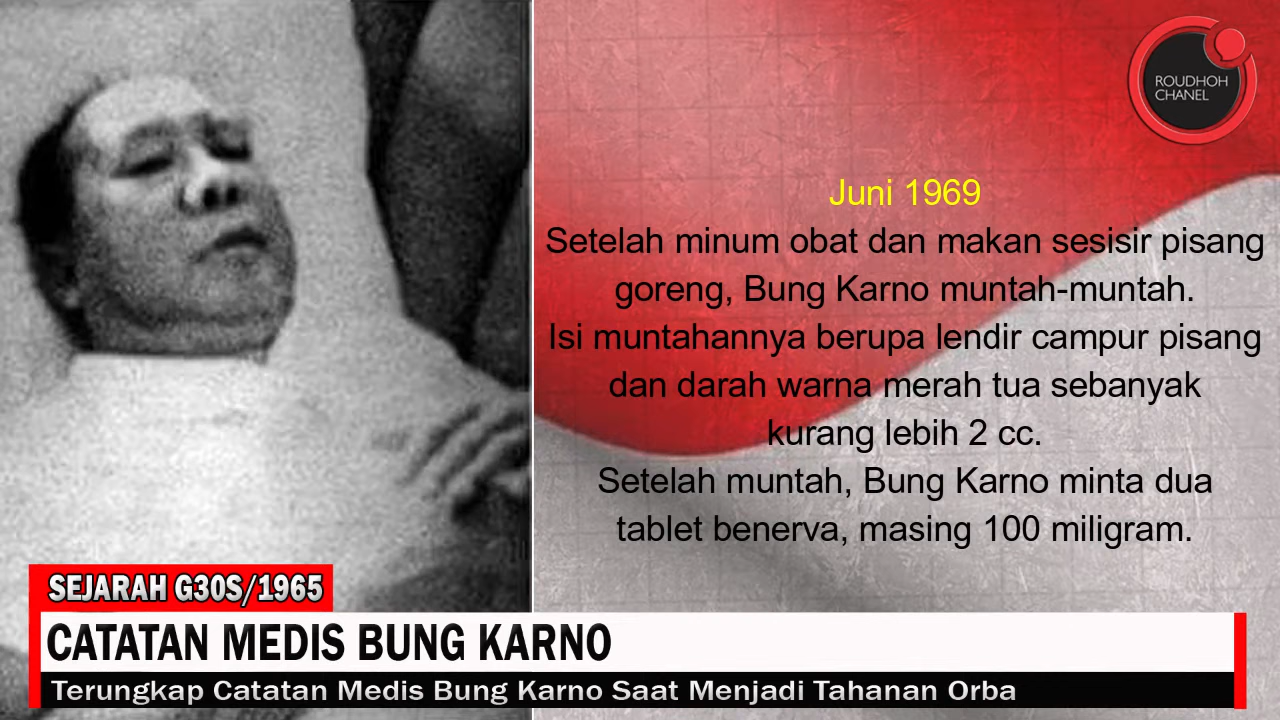 ROUDHOH
CHANEL
Juni 1969
Setelah minum obat dan makan sesisir pisang
goreng, Bung Karno muntah-muntah.
Isi muntahannya berupa lendir campur pisang
dan darah warna merah tua sebanyak
kurang lebih 2 cc.
Setelah muntah, Bung Karno minta dua
tablet benerva, masing 100 miligram.
SEJARAH G30S/1965
CATATAN MEDIS BUNG KARNO
Terungkap Catatan Medis Bung Karno Saat Menjadi Tahanan Orba